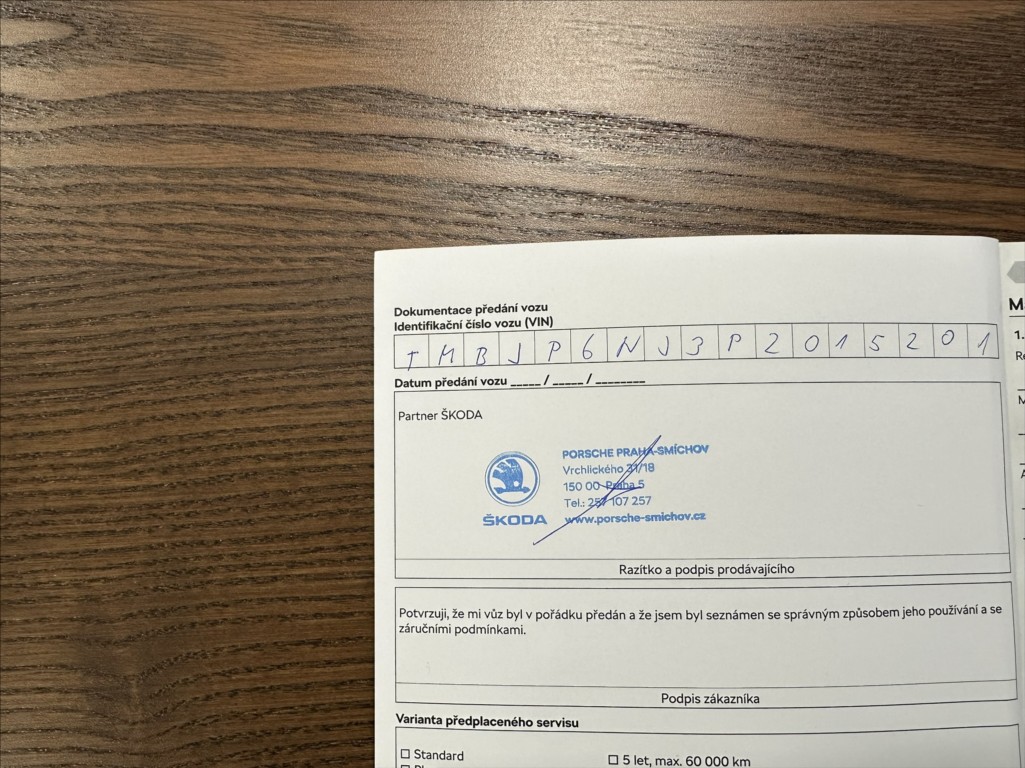 Dokumentace předání vozu
Identifikační číslo vozu (VIN)
T M B J P 6 N J 3 P Z 0 1 5 2 0 1
Datum předání vozu _____ / _____ / ________
Partner ŠKODA
PORSCHE PRAHA-SMÍCHOV
Vrchlického 31/18
150 00 Praha 5
Tel.: 257 107 257
www.porsche-smichov.cz
ŠKODA
Razítko a podpis prodávajícího
Potvrzuji, že mi vůz byl v pořádku předán a že jsem byl seznámen se správným způsobem jeho používání a se
záručními podmínkami.
Podpis zákazníka
Varianta předplaceného servisu
☐ Standard
☐ 5 let, max. 60 000 km
1.